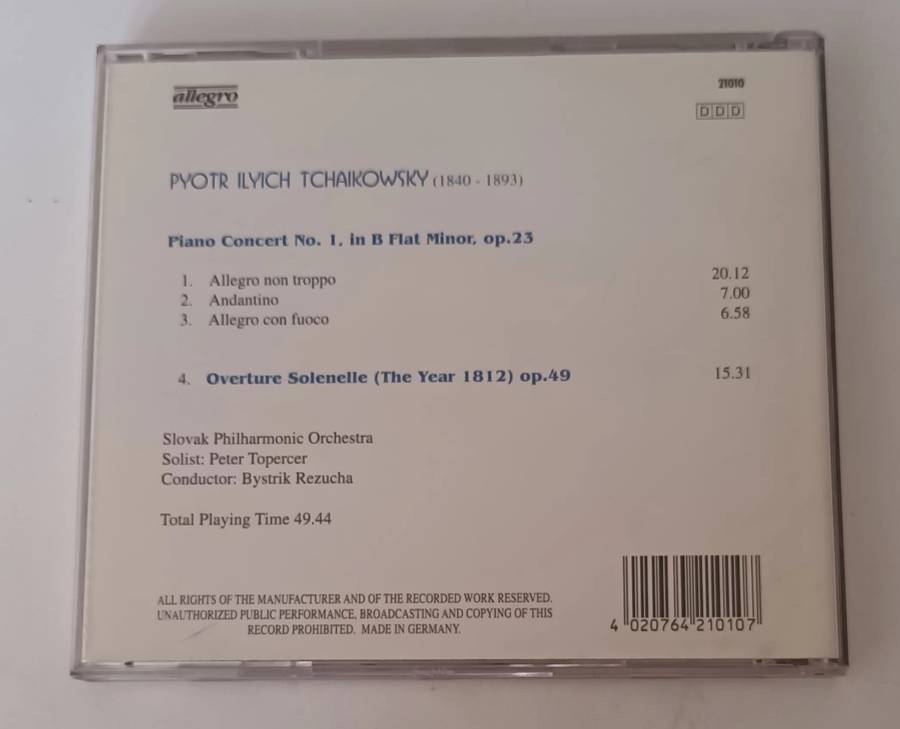 allegro
21010
DDD
PYOTR ILYICH TCHAIKOWSKY (1840 - 1893)
Piano Concert No. 1, in B Flat Minor, op.23
1. Allegro non troppo 20.12
2. Andantino 7.00
3. Allegro con fuoco 6.58
4. Overture Solenelle (The Year 1812) op.49 15.31
Slovak Philharmonic Orchestra
Solist: Peter Topercer
Conductor: Bystrik Rezucha
Total Playing Time 49.44
ALL RIGHTS OF THE MANUFACTURER AND OF THE RECORDED WORK RESERVED.
UNAUTHORIZED PUBLIC PERFORMANCE, BROADCASTING AND COPYING OF THIS
RECORD PROHIBITED. MADE IN GERMANY.
4 020764 210107